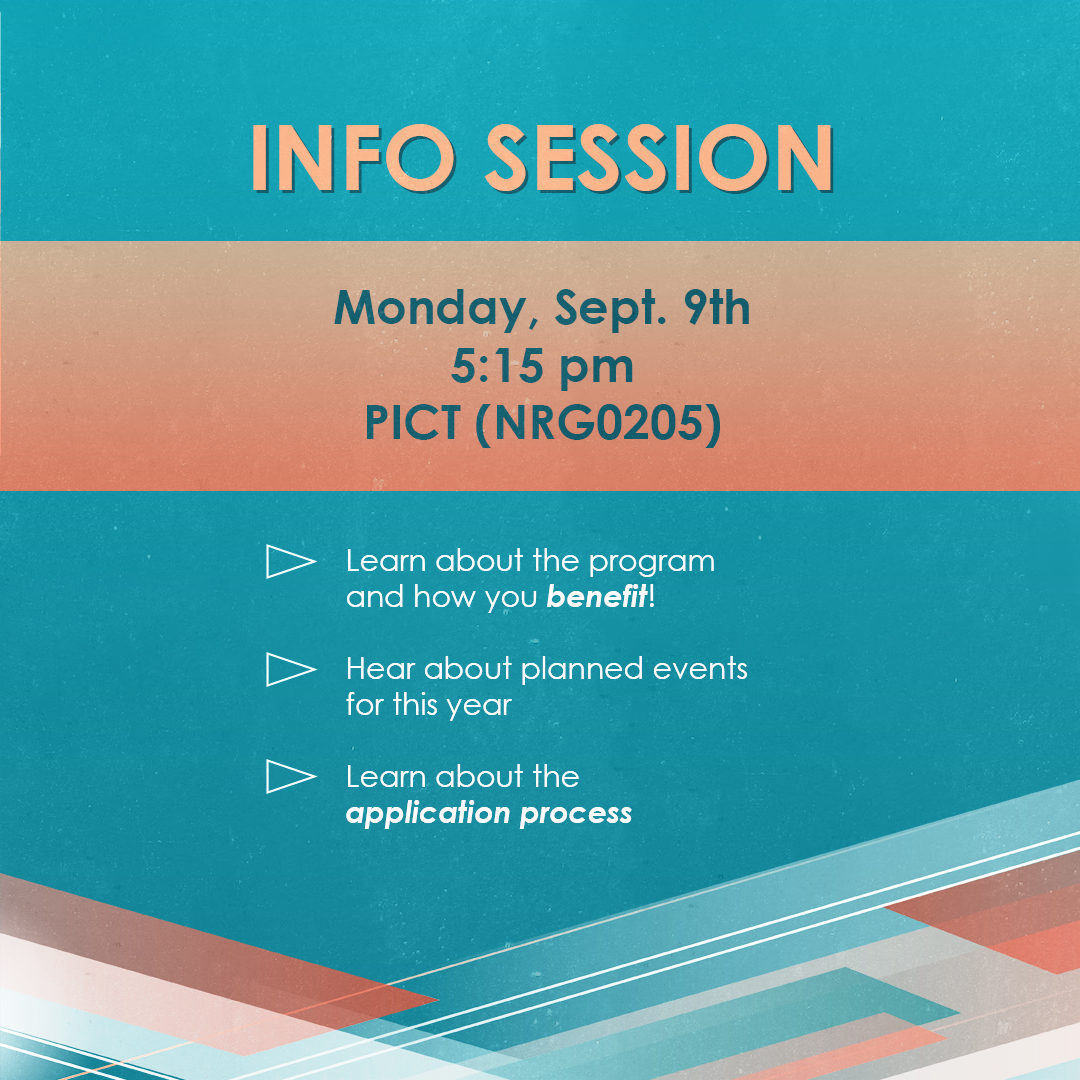 INFO SESSION
Monday, Sept. 9th
5:15 pm
PICT (NRG0205)
Learn about the program
and how you benefit!
Hear about planned events
for this year
Learn about the
application process